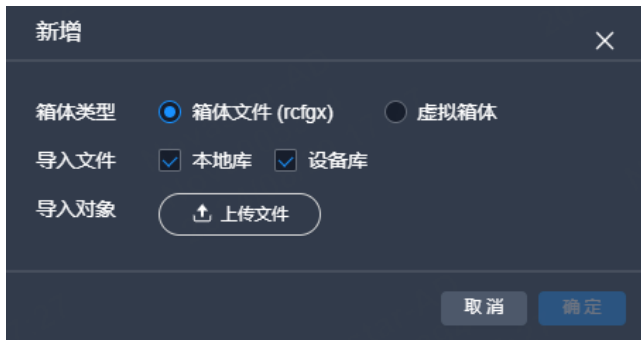 新增
箱体类型 箱体文件 (rcfgx) 虚拟箱体
导入文件 本地库 设备库
导入对象 上传文件
取消 确定